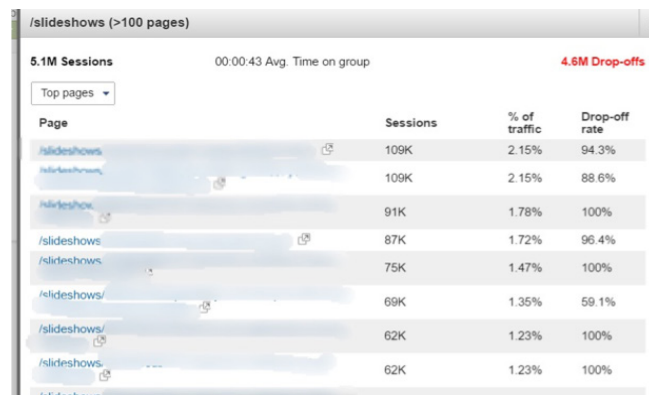 /slideshows (>100 pages)
5.1M Sessions 00:00:43 Avg. Time on group 4.6M Drop-offs
Top pages
Page Sessions % of traffic Drop-off rate
/slideshows 109K 2.15% 94.3%
109K 2.15% 88.6%
91K 1.78% 100%
/slideshows 87K 1.72% 96.4%
/slideshows 75K 1.47% 100%
/slideshows/ 69K 1.35% 59.1%
/slideshows/ 62K 1.23% 100%
/slideshows 62K 1.23% 100%